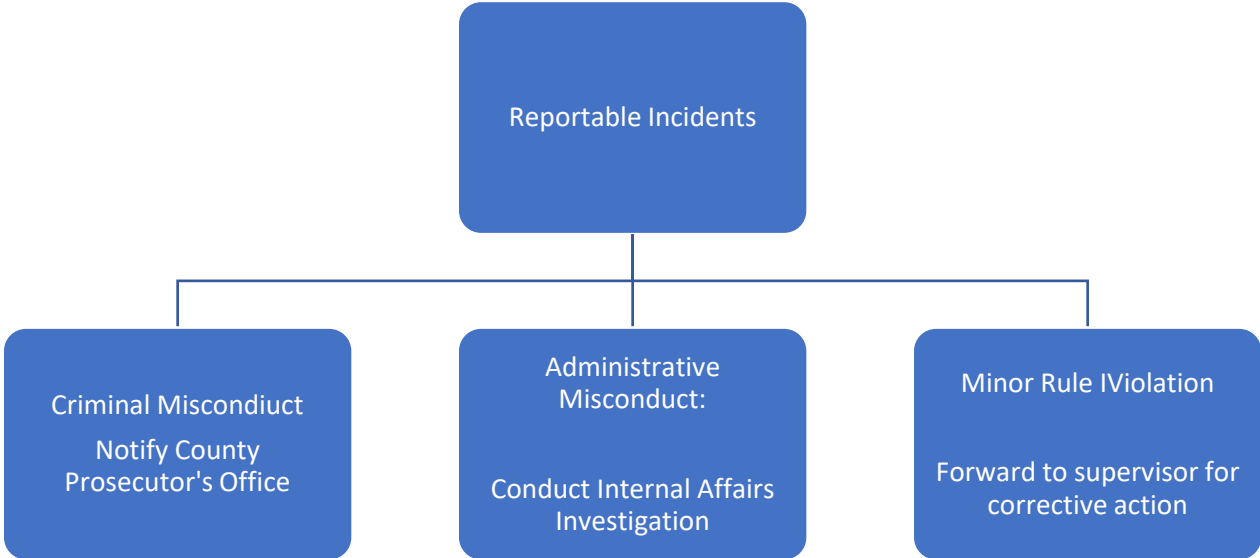 Reportable Incidents
Criminal Miscondiuct
Notify County
Prosecutor's Office
Administrative
Misconduct:
Conduct Internal Affairs
Investigation
Minor Rule IViolation
Forward to supervisor for
corrective action